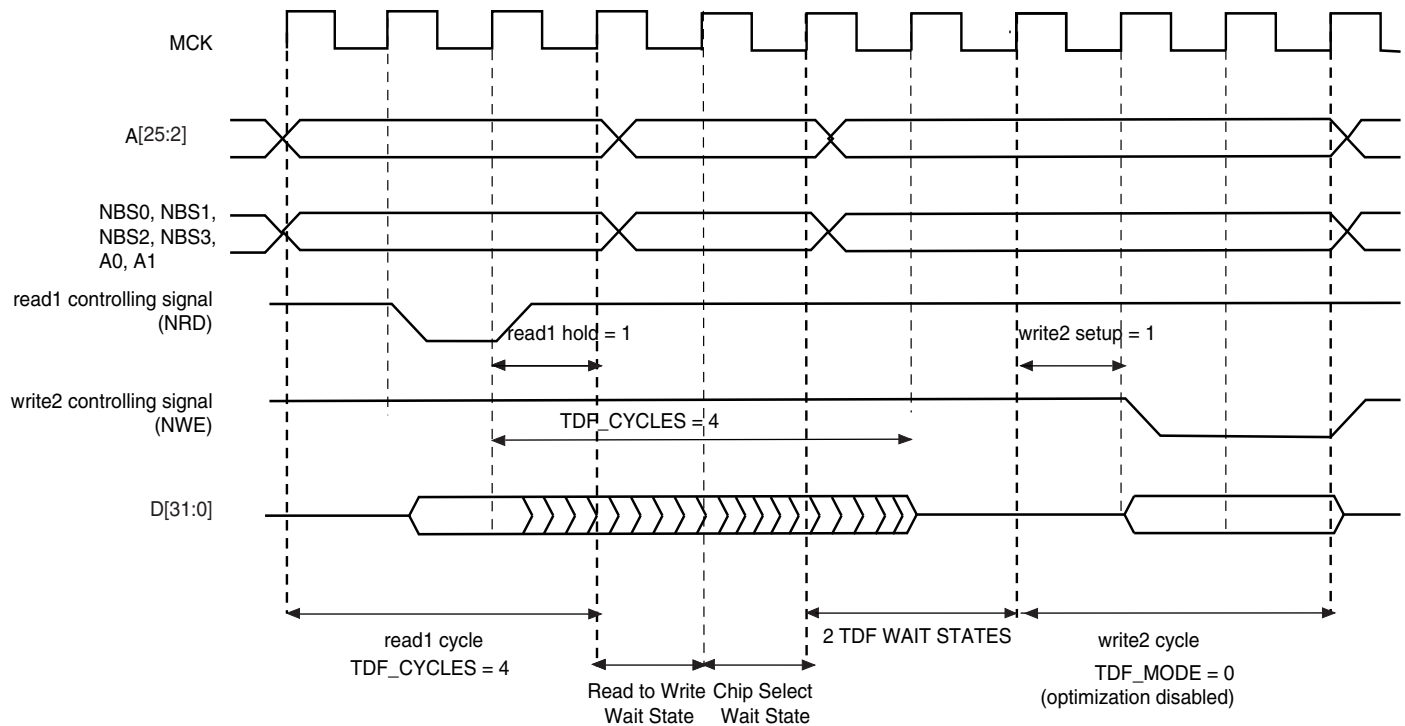 MCK
A[25:2]
NBS0, NBS1,
NBS2, NBS3,
A0, A1
read1 controlling signal
(NRD)
read1 hold = 1
write2 setup = 1
write2 controlling signal
(NWE)
TDF_CYCLES = 4
D[31:0]
read1 cycle
TDF_CYCLES = 4
2 TDF WAIT STATES
write2 cycle
TDF_MODE = 0
(optimization disabled)
Read to Write
Wait State
Chip Select
Wait State